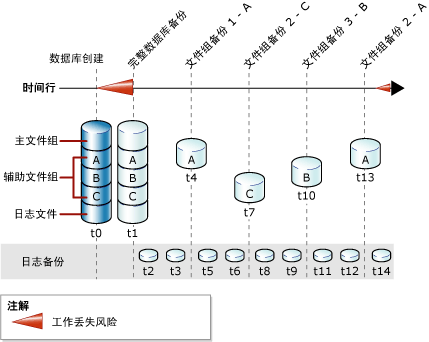 数据库创建
完整数据库备份
文件组备份 1 - A
文件组备份 2 - C
文件组备份 3 - B
文件组备份 2 - A
时间行
主文件组
辅助文件组
日志文件
A
B
C
t0
A
B
C
t1
A
t4
C
t7
B
t10
A
t13
日志备份
t2 t3 t5 t6 t8 t9 t11 t12 t14
注解
工作丢失风险